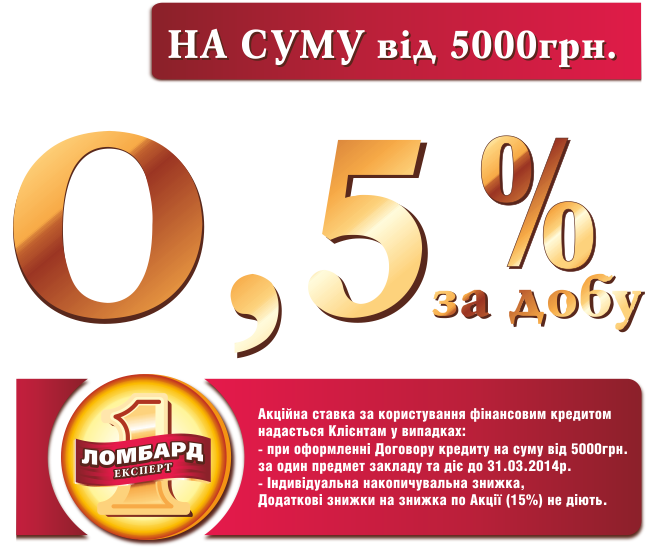 НА СУМУ від 5000грн.
0,5%
за добу
1
ЛОМБАРД
ЕКСПЕРТ
Акційна ставка за користування фінансовим кредитом
надається Клієнтам у випадках:
- при оформленні Договору кредиту на суму від 5000грн.
за один предмет закладу та діє до 31.03.2014р.
- Індивідуальна накопичувальна знижка,
Додаткові знижки на знижка по Акції (15%) не діють.